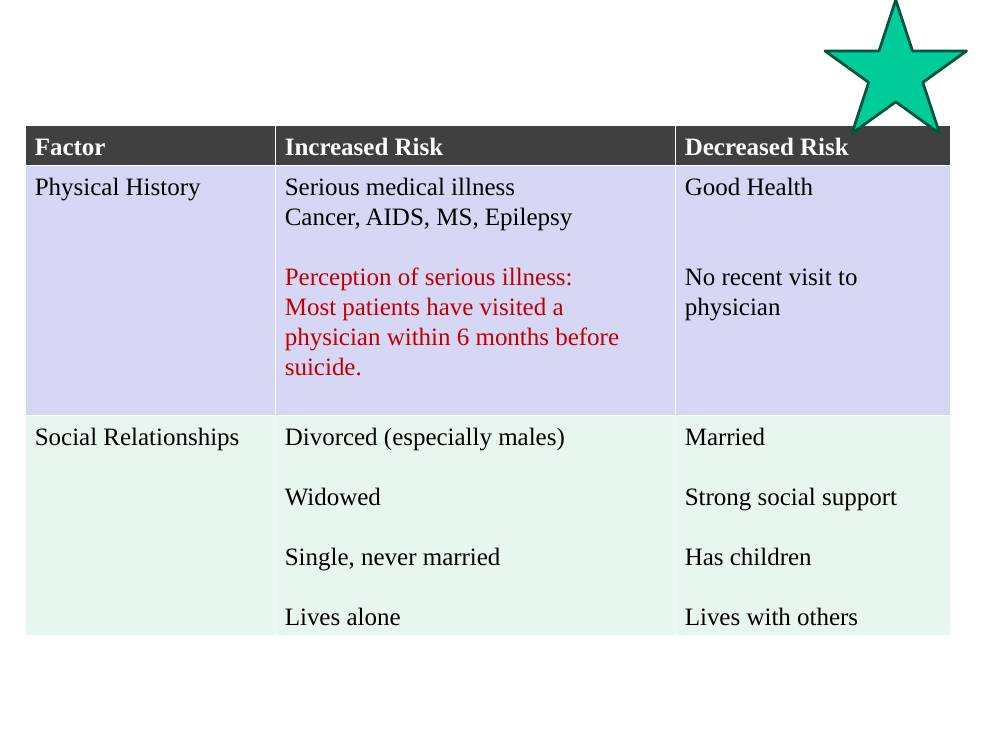 Factor
Increased Risk
Decreased Risk
Physical History
Serious medical illness
Cancer, AIDS, MS, Epilepsy
Perception of serious illness:
Most patients have visited a
physician within 6 months before
suicide.
Good Health
No recent visit to
physician
Social Relationships
Divorced (especially males)
Widowed
Single, never married
Lives alone
Married
Strong social support
Has children
Lives with others